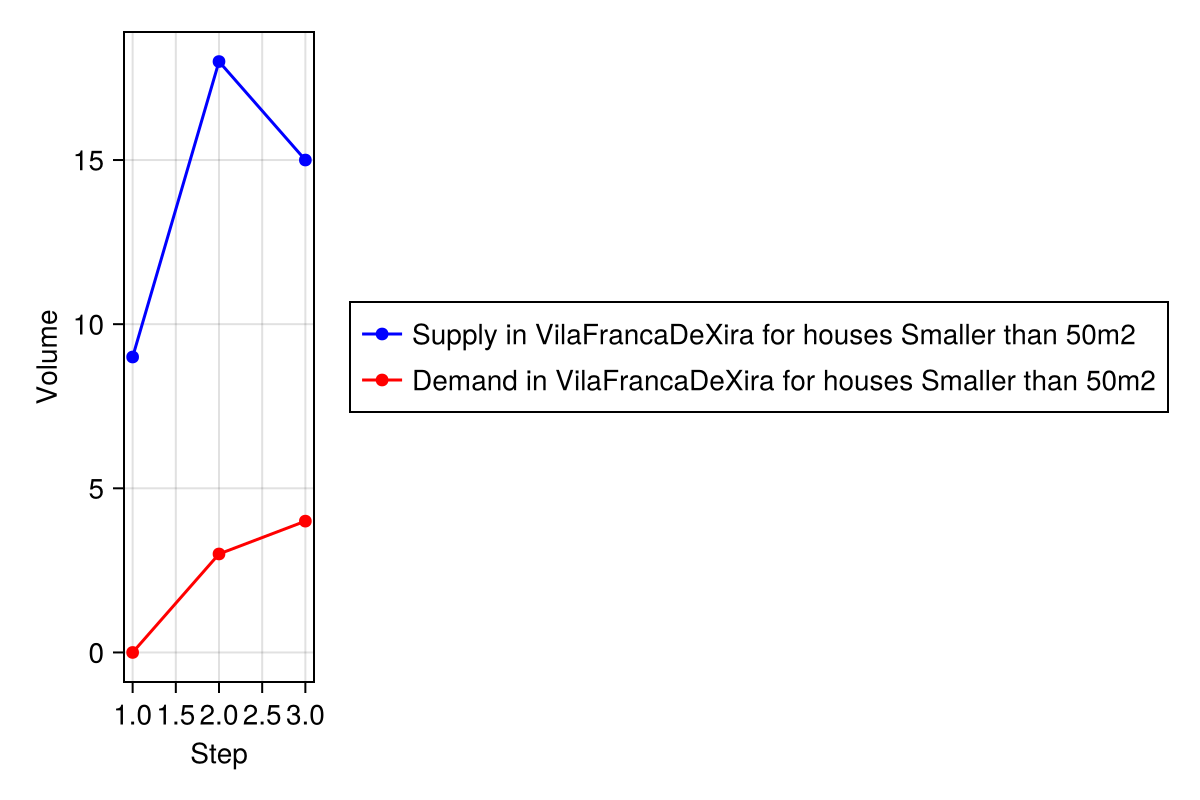 Volume
15
10
5
0
1.0 1.5 2.0 2.5 3.0
Step
Supply in VilaFrancaDeXira for houses Smaller than 50m2
Demand in VilaFrancaDeXira for houses Smaller than 50m2